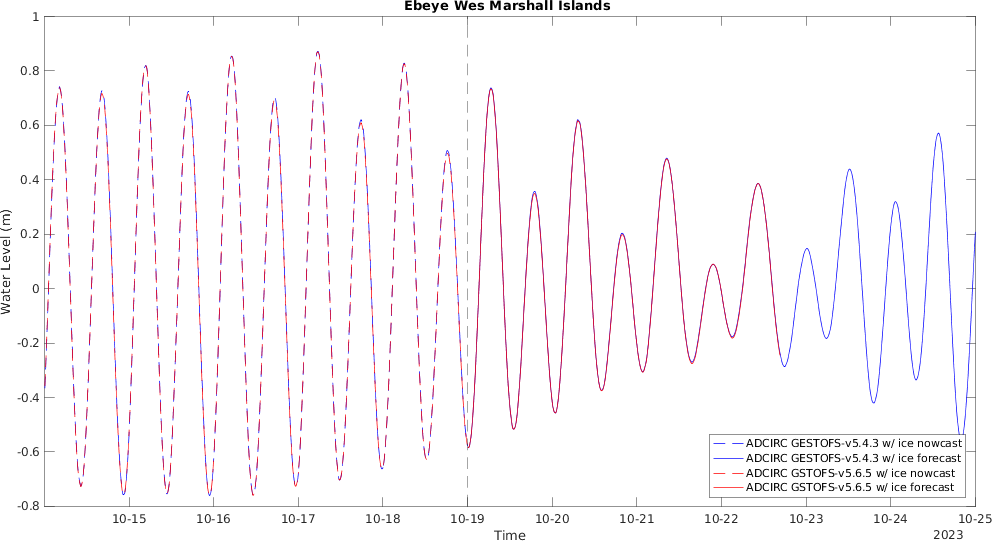 Ebeye Wes Marshall Islands
Water Level (m)
1
0.8
0.6
0.4
0.2
0
-0.2
-0.4
-0.6
-0.8
ADCIRC GESTOFS-v5.4.3 w/ ice nowcast
ADCIRC GESTOFS-v5.4.3 w/ ice forecast
ADCIRC GSTOFS-v5.6.5 w/ ice nowcast
ADCIRC GSTOFS-v5.6.5 w/ ice forecast
10-15 10-16 10-17 10-18 10-19 10-20 10-21 10-22 10-23 10-24 10-25
Time
2023